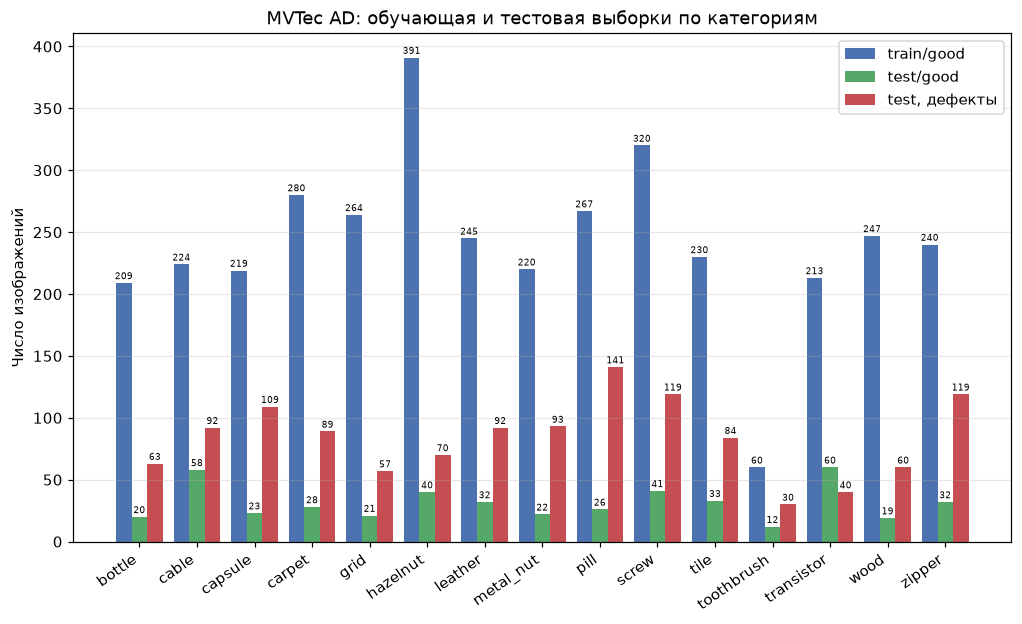 MVTec AD: обучающая и тестовая выборки по категориям
train/good
test/good
test, дефекты
Число изображений
400
350
300
250
200
150
100
50
0
209 20 63
224 58 92
219 23 109
280 28 89
264 21 57
391 40 70
245 32 92
220 22 93
267 26 141
320 41 119
230 33 84
60 12 30
213 60 40
247 19 60
240 32 119
bottle
cable
capsule
carpet
grid
hazelnut
leather
metal_nut
pill
screw
tile
toothbrush
transistor
wood
zipper